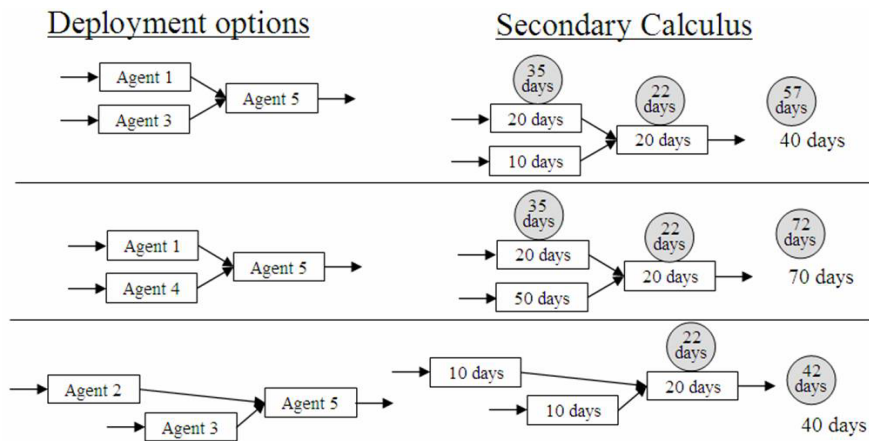 Deployment options
Secondary Calculus
Agent 1
Agent 3
Agent 5
35
days
20 days
10 days
22
days
20 days
57
days
40 days
Agent 1
Agent 4
Agent 5
35
days
20 days
50 days
22
days
20 days
72
days
70 days
Agent 2
Agent 3
Agent 5
10 days
10 days
22
days
20 days
42
days
40 days